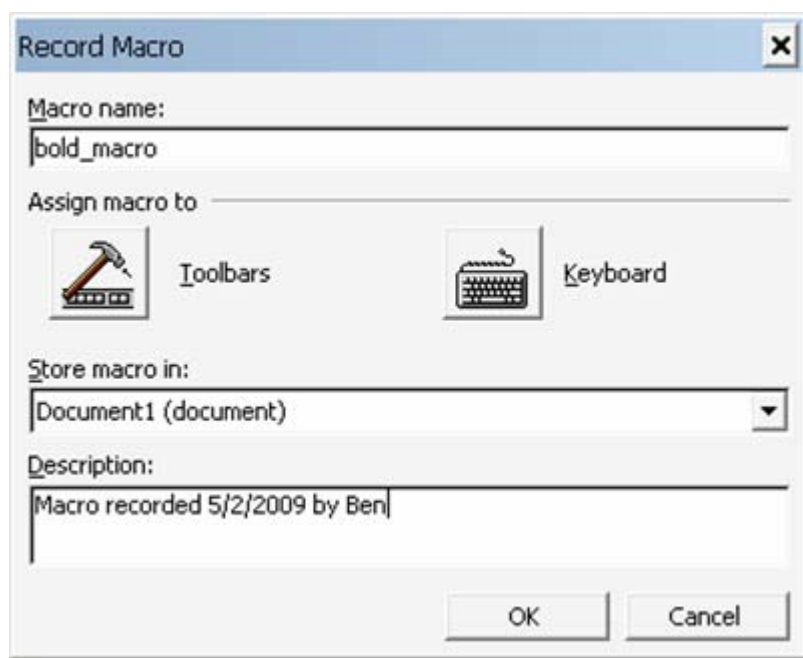 Record Macro
Macro name:
bold_macro
Assign macro to
Toolbars Keyboard
Store macro in:
Document1 (document)
Description:
Macro recorded 5/2/2009 by Ben
OK Cancel